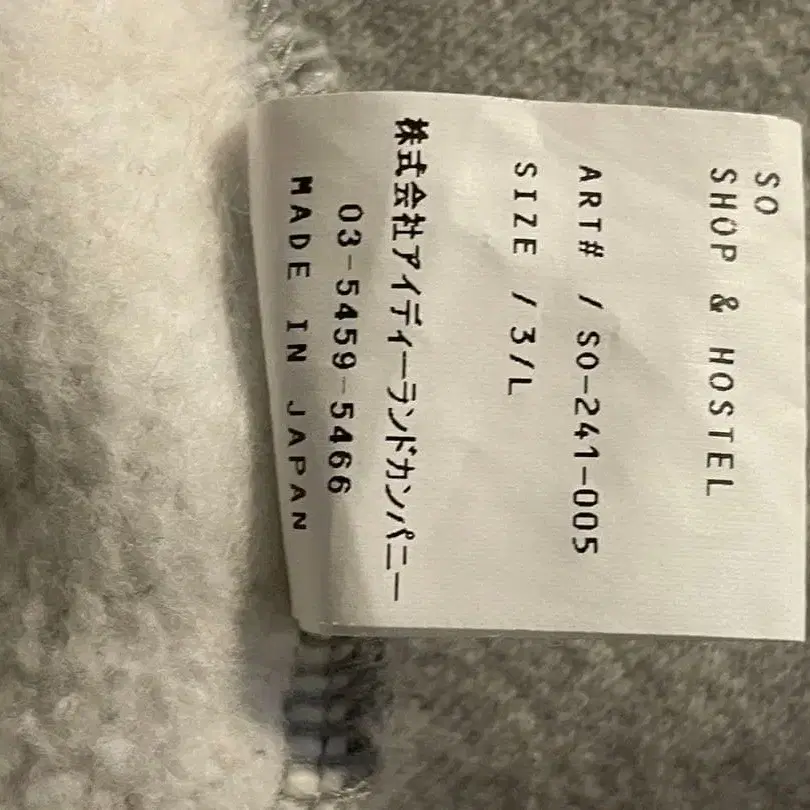 SO
SHOP & HOSTEL
ART# / SO-241-005
SIZE / 3/L
株式会社アイディーランドカンパニー
03-5459-5466
MADE IN JAPAN